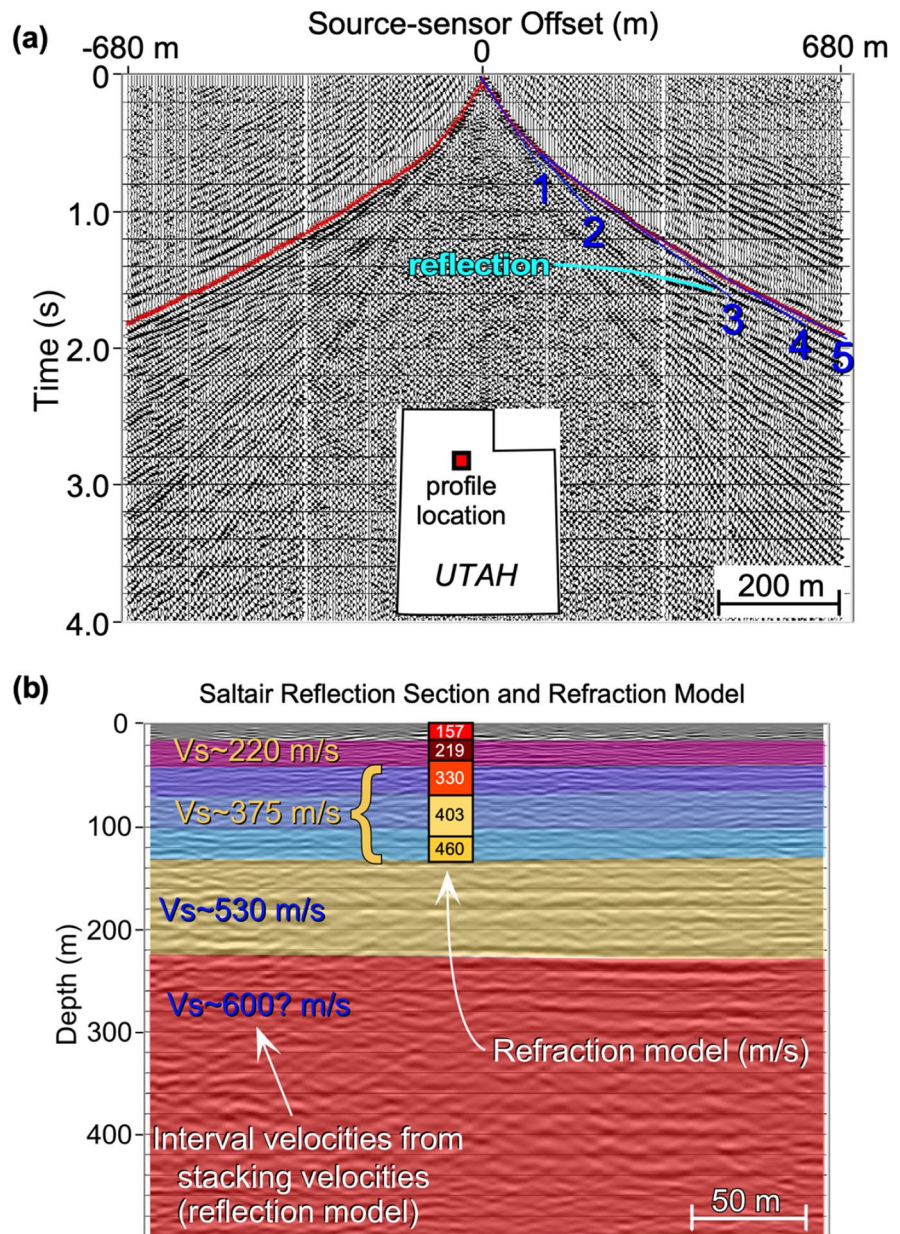 (a)
Source-sensor Offset (m)
-680 m
0
680 m
0
1.0
2.0
3.0
4.0
Time (s)
1
2
3
4
5
reflection
profile
location
UTAH
200 m
(b)
Saltair Reflection Section and Refraction Model
0
100
200
300
400
Depth (m)
157
219
330
403
460
Vs~220 m/s
Vs~375 m/s
{
Vs~530 m/s
Vs~600? m/s
Refraction model (m/s)
Interval velocities from
stacking velocities
(reflection model)
50 m